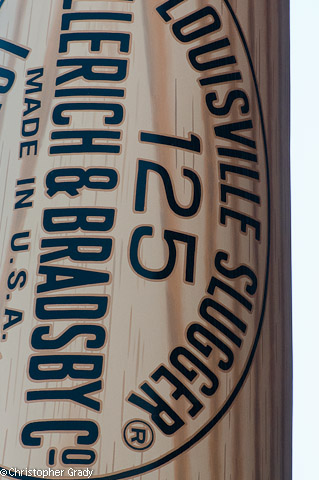 LOUISVILLE SLUGGER®
125
LLERICH & BRADSBY Cº
MADE IN U.S.A.
©Christopher Grady